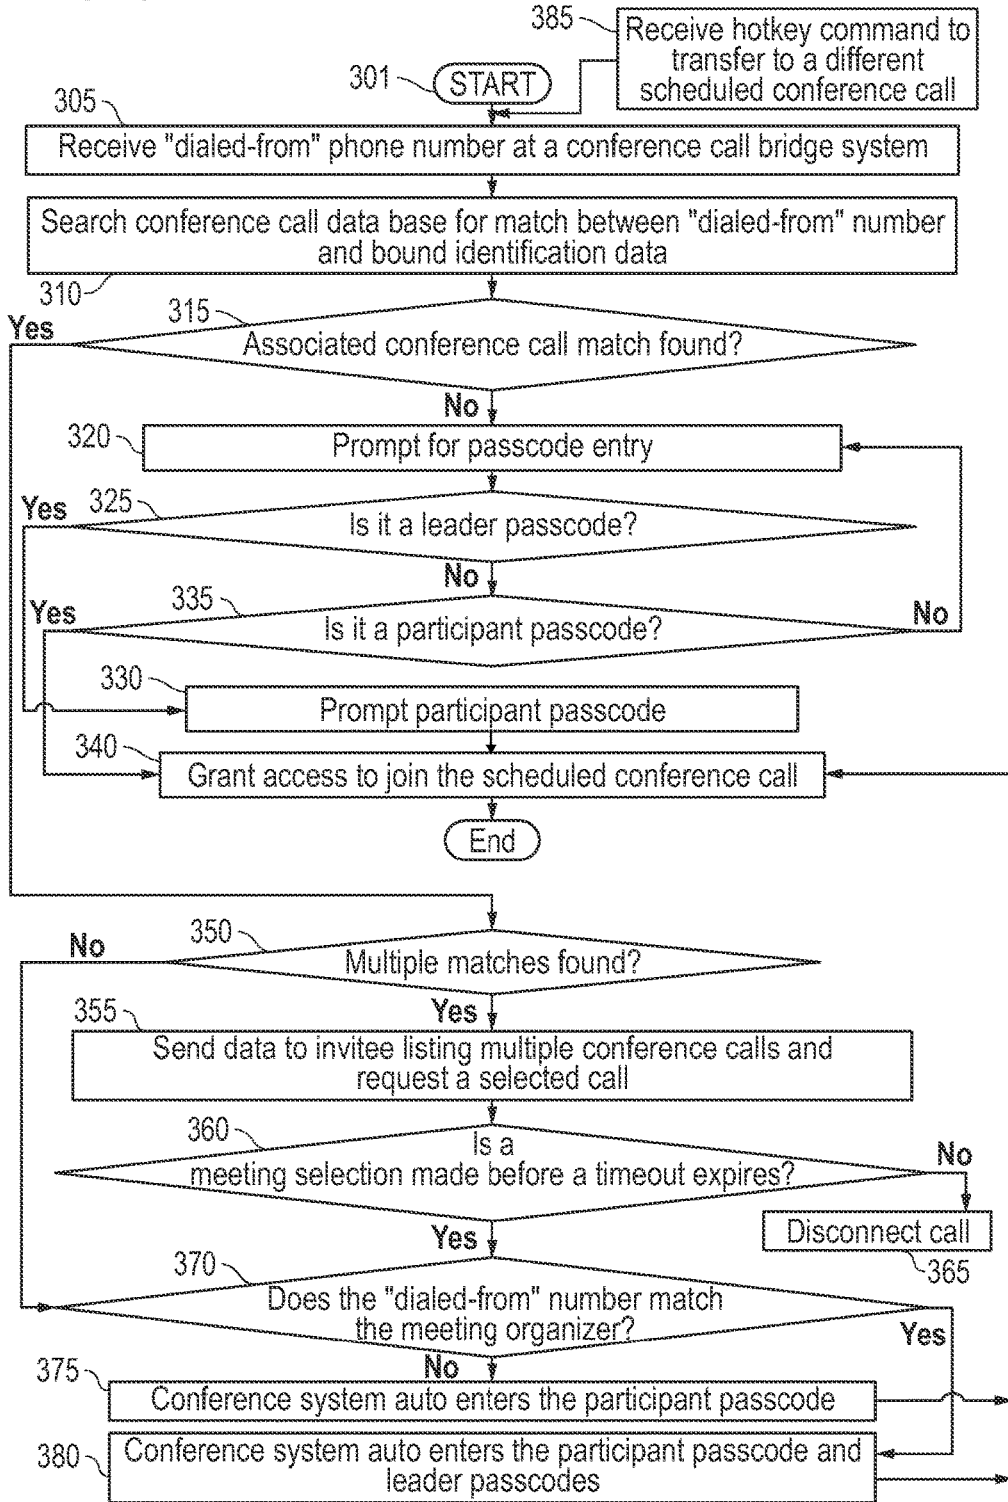 385
Receive hotkey command to
transfer to a different
scheduled conference call
301
START
305
Receive "dialed-from" phone number at a conference call bridge system
Search conference call data base for match between "dialed-from" number
and bound identification data
310
315
Yes
Associated conference call match found?
No
320
Prompt for passcode entry
325
Yes
Is it a leader passcode?
No
335
Yes
Is it a participant passcode?
No
330
Prompt participant passcode
340
Grant access to join the scheduled conference call
End
350
No
Multiple matches found?
Yes
355
Send data to invitee listing multiple conference calls and
request a selected call
360
Is a
meeting selection made before a timeout expires?
No
Yes
Disconnect call
365
370
Does the "dialed-from" number match
the meeting organizer?
Yes
No
375
Conference system auto enters the participant passcode
380
Conference system auto enters the participant passcode and
leader passcodes